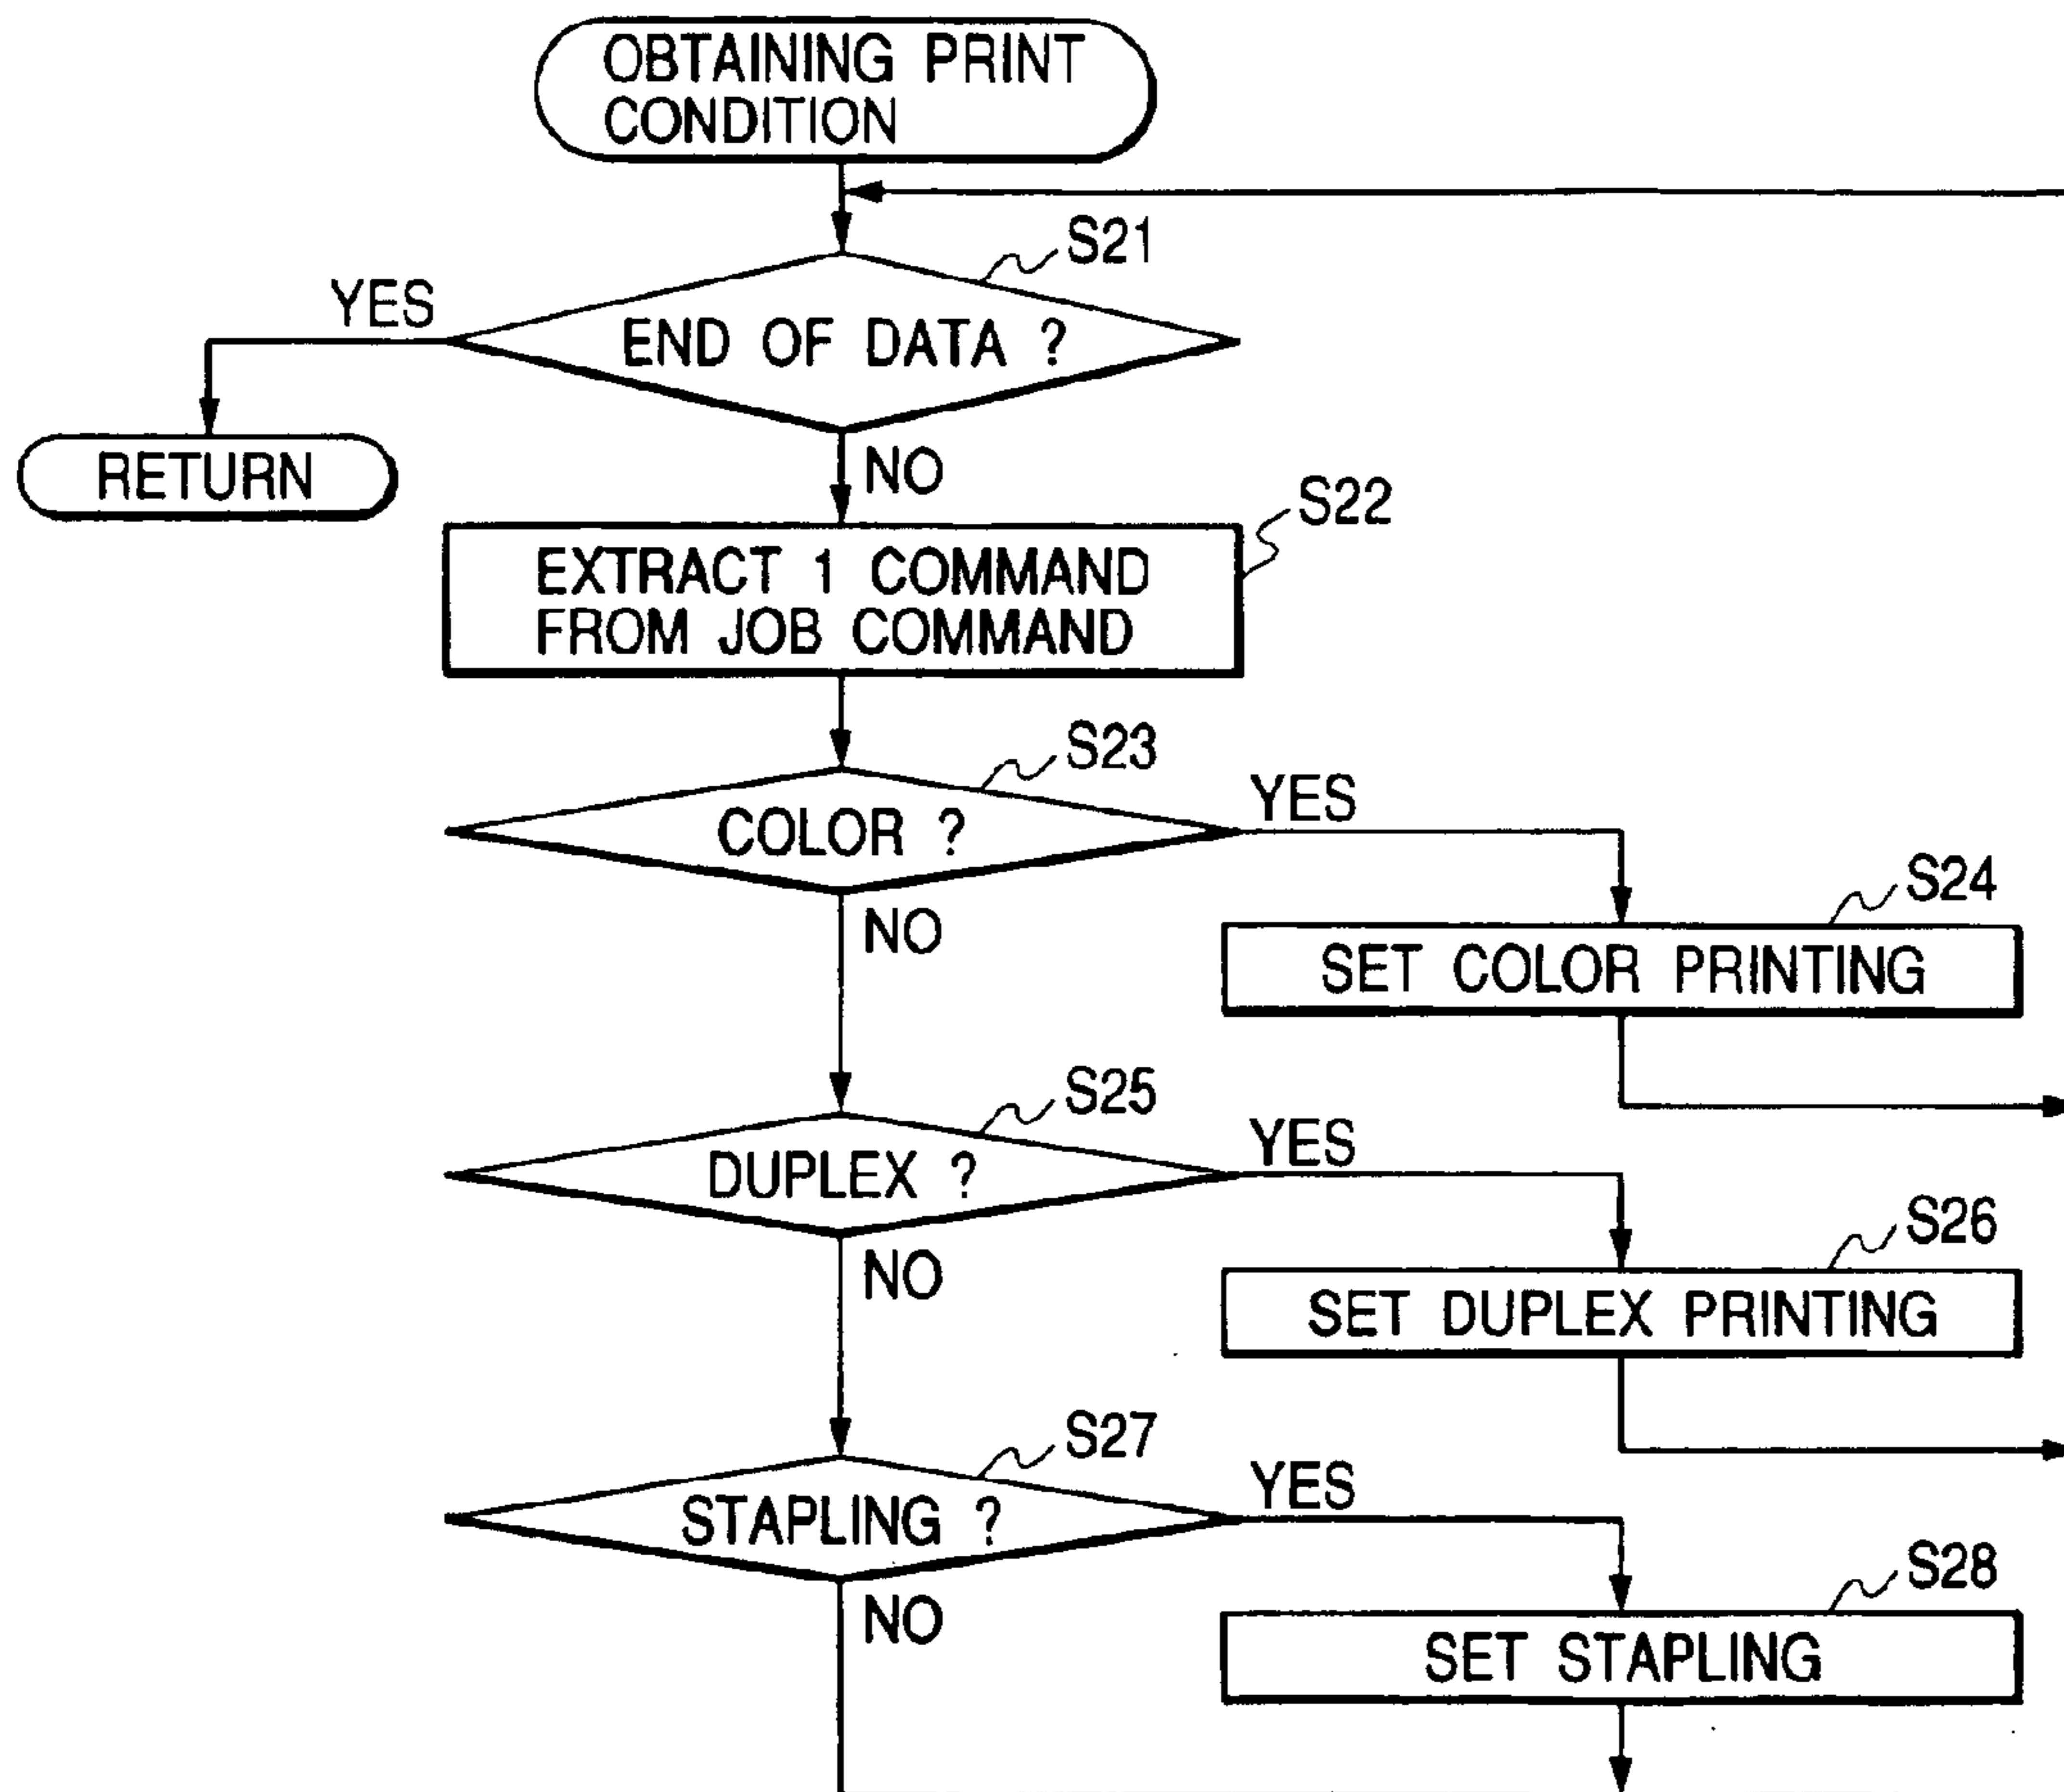 OBTAINING PRINT
CONDITION
S21
YES
END OF DATA ?
RETURN
NO
S22
EXTRACT 1 COMMAND
FROM JOB COMMAND
S23
COLOR ?
YES
NO
S24
SET COLOR PRINTING
S25
DUPLEX ?
YES
NO
S26
SET DUPLEX PRINTING
S27
STAPLING ?
YES
NO
S28
SET STAPLING